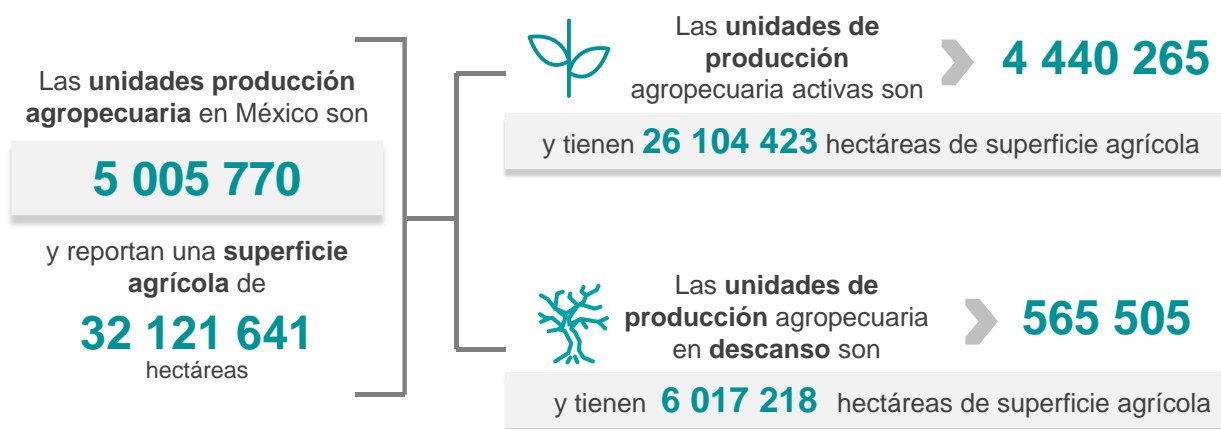 Las unidades producción
agropecuaria en México son
5 005 770
y reportan una superficie
agrícola de
32 121 641
hectáreas
Las unidades de
producción
agropecuaria activas son
4 440 265
y tienen 26 104 423 hectáreas de superficie agrícola
Las unidades de
producción agropecuaria
en descanso son
565 505
y tienen 6 017 218 hectáreas de superficie agrícola